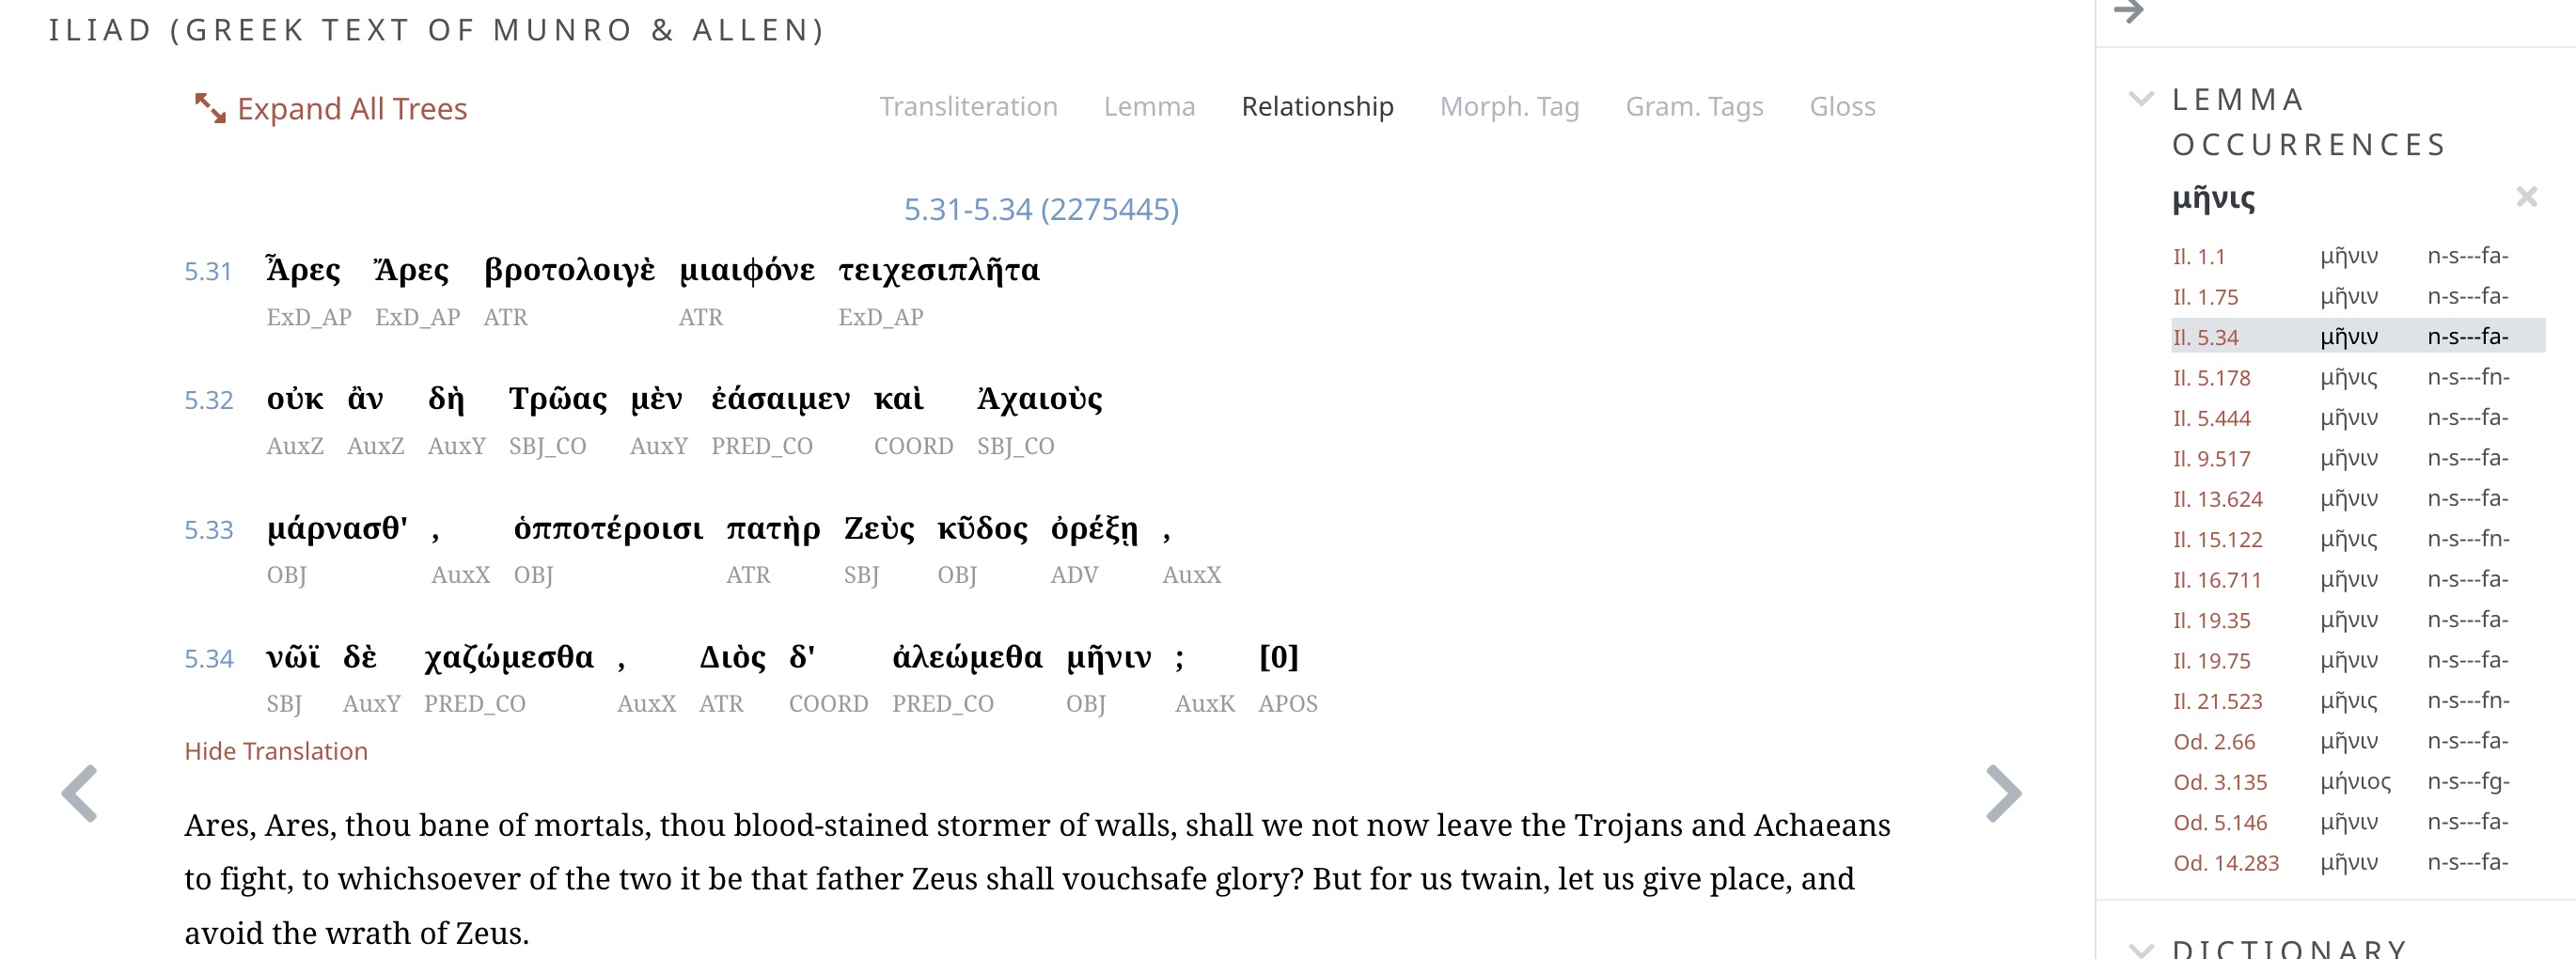 ILIAD (GREEK TEXT OF MUNRO & ALLEN)
Expand All Trees
Transliteration Lemma Relationship Morph. Tag Gram. Tags Gloss
5.31-5.34 (2275445)
5.31 Ἆρες Ἄρες βροτολοιγὲ μιαιφόνε τειχεσιπλῆτα
ExD_AP ExD_AP ATR ATR ExD_AP
5.32 οὐκ ἂν δὴ Τρῶας μὲν ἐάσαιμεν καὶ Ἀχαιοὺς
AuxZ AuxZ AuxY SBJ_CO AuxY PRED_CO COORD SBJ_CO
5.33 μάρνασθ' , ὁπποτέροισι πατὴρ Ζεὺς κῦδος ὀρέξῃ ,
OBJ AuxX OBJ ATR SBJ OBJ ADV AuxX
5.34 νῶϊ δὲ χαζώμεσθα , Διὸς δ' ἀλεώμεθα μῆνιν ; [0]
SBJ AuxY PRED_CO AuxX ATR COORD PRED_CO OBJ AuxK APOS
Hide Translation
Ares, Ares, thou bane of mortals, thou blood-stained stormer of walls, shall we not now leave the Trojans and Achaeans
to fight, to whichsoever of the two it be that father Zeus shall vouchsafe glory? But for us twain, let us give place, and
avoid the wrath of Zeus.
LEMMA
OCCURRENCES
μῆνις
Il. 1.1 μῆνιν n-s---fa-
Il. 1.75 μῆνιν n-s---fa-
Il. 5.34 μῆνιν n-s---fa-
Il. 5.178 μῆνις n-s---fn-
Il. 5.444 μῆνιν n-s---fa-
Il. 9.517 μῆνιν n-s---fa-
Il. 13.624 μῆνιν n-s---fa-
Il. 15.122 μῆνις n-s---fn-
Il. 16.711 μῆνιν n-s---fa-
Il. 19.35 μῆνιν n-s---fa-
Il. 19.75 μῆνιν n-s---fa-
Il. 21.523 μῆνις n-s---fn-
Od. 2.66 μῆνιν n-s---fa-
Od. 3.135 μήνιος n-s---fg-
Od. 5.146 μῆνιν n-s---fa-
Od. 14.283 μῆνιν n-s---fa-
DICTIONARY